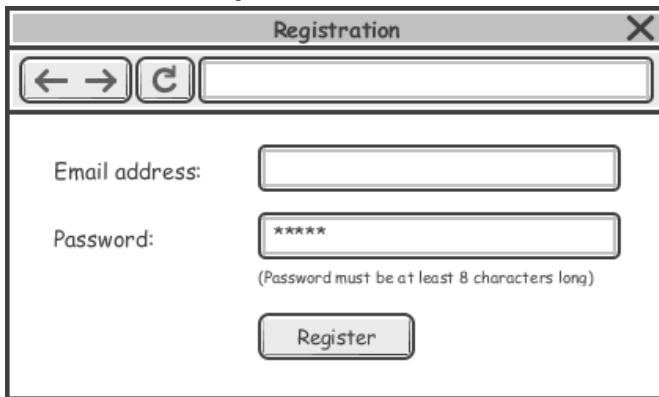 Registration
Email address:
Password:
*****
(Password must be at least 8 characters long)
Register